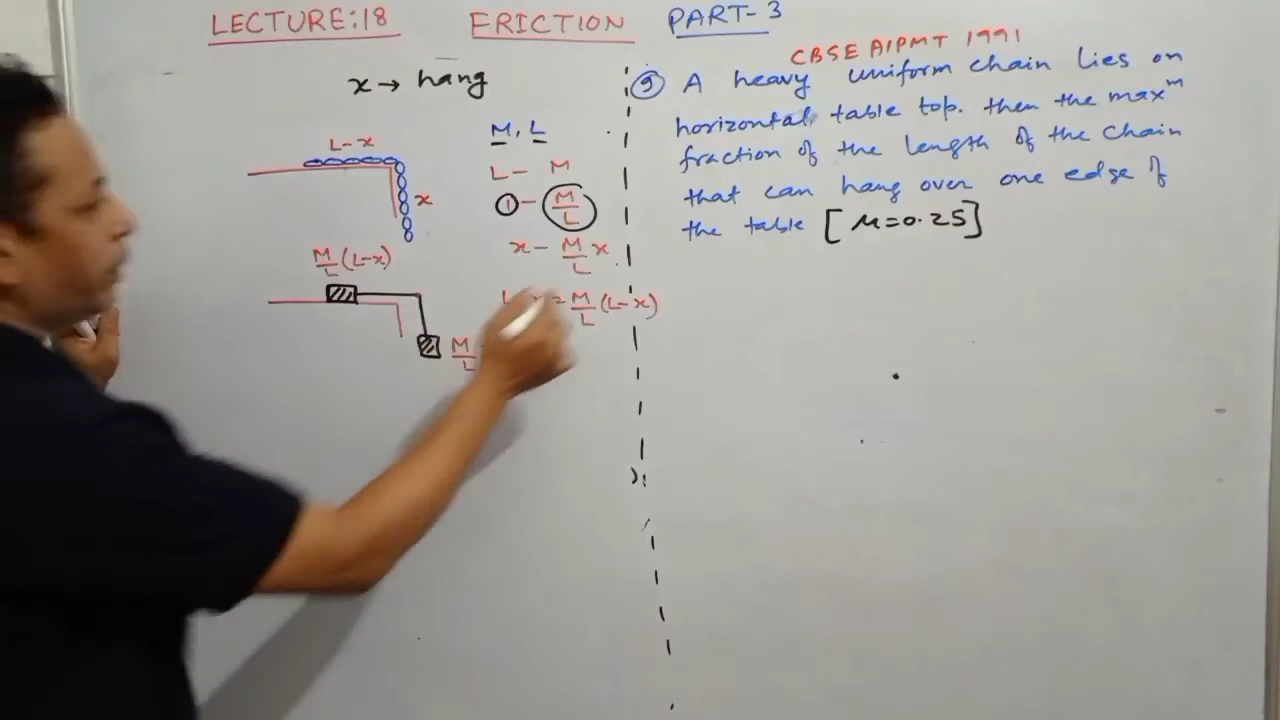 LECTURE:18 FRICTION PART-3
x → hang
M, L
L-x
L - M
x
① - M/L
x - M/L x
M/L (L-x)
= M/L (L-x)
M/L
CBSE AIPMT 1991
⑨ A heavy uniform chain lies on
horizontal table top. then the maxᵐ
fraction of the length of the chain
that can hang over one edge of
the table [μ=0.25]